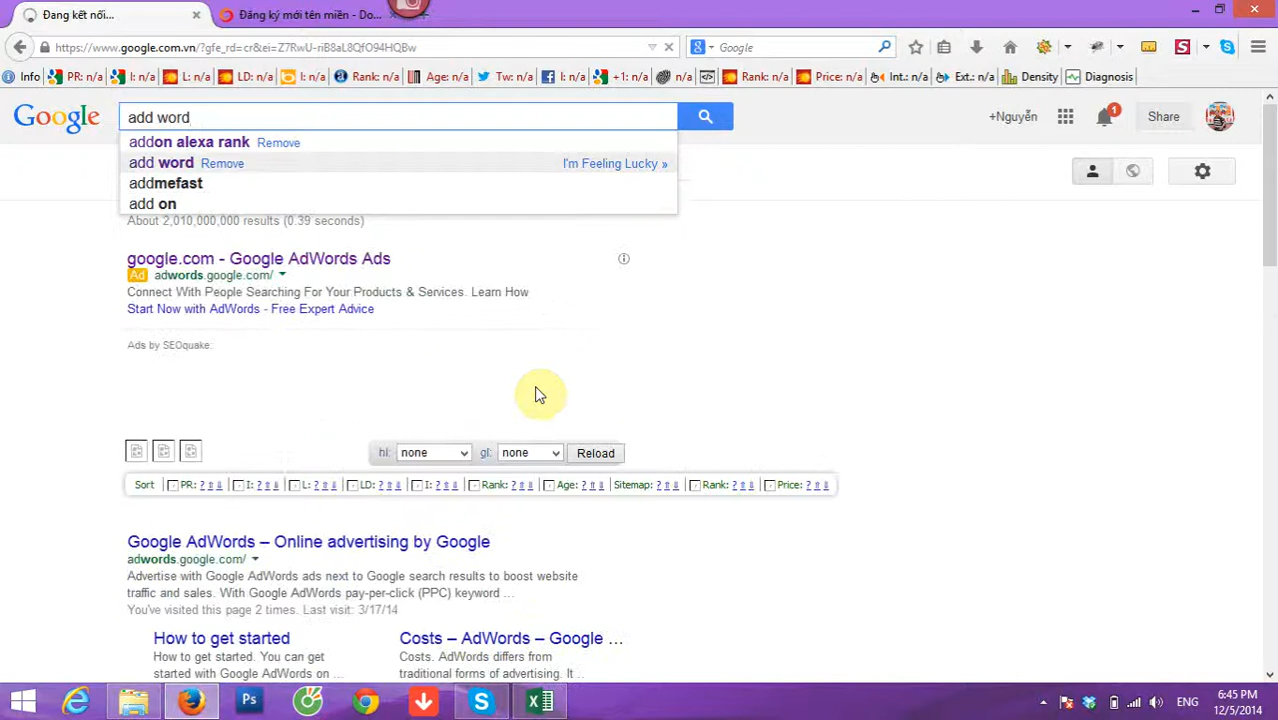 Đang kết nối...
Đăng ký mới tên miền - Do...
https://www.google.com.vn/?gfe_rd=cr&ei=Z7RwU-riB8aL8QfO94HQBw
Google
Info PR: n/a I: n/a L: n/a LD: n/a I: n/a Rank: n/a Age: n/a Tw: n/a I: n/a +1: n/a n/a Rank: n/a Price: n/a Int.: n/a Ext.: n/a Density Diagnosis
Google add word +Nguyễn 1 Share
addon alexa rank Remove
add word Remove I'm Feeling Lucky »
addmefast
add on
About 2,010,000,000 results (0.39 seconds)
google.com - Google AdWords Ads
Ad adwords.google.com/
Connect With People Searching For Your Products & Services. Learn How
Start Now with AdWords - Free Expert Advice
Ads by SEOquake:
hl: none gl: none Reload
Sort PR: ? I: ? L: ? LD: ? I: ? Rank: ? Age: ? Sitemap: ? Rank: ? Price: ?
Google AdWords – Online advertising by Google
adwords.google.com/
Advertise with Google AdWords ads next to Google search results to boost website
traffic and sales. With Google AdWords pay-per-click (PPC) keyword ...
You've visited this page 2 times. Last visit: 3/17/14
How to get started Costs – AdWords – Google ...
How to get started. You can get Costs. AdWords differs from
started with Google AdWords on ... traditional forms of advertising. It ...
Ps
ENG
6:45 PM
12/5/2014